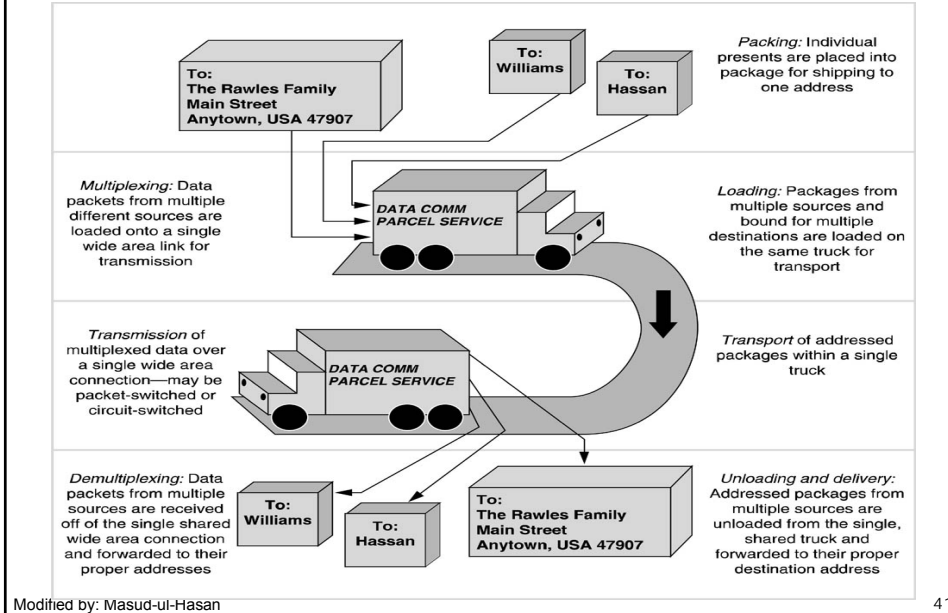 To:
The Rawles Family
Main Street
Anytown, USA 47907
To:
Williams
To:
Hassan
Packing: Individual
presents are placed into
package for shipping to
one address
Multiplexing: Data
packets from multiple
different sources are
loaded onto a single
wide area link for
transmission
DATA COMM
PARCEL SERVICE
Loading: Packages from
multiple sources and
bound for multiple
destinations are loaded on
the same truck for
transport
Transmission of
multiplexed data over
a single wide area
connection—may be
packet-switched or
circuit-switched
DATA COMM
PARCEL SERVICE
Transport of addressed
packages within a single
truck
Demultiplexing: Data
packets from multiple
sources are received
off of the single shared
wide area connection
and forwarded to their
proper addresses
To:
Williams
To:
Hassan
To:
The Rawles Family
Main Street
Anytown, USA 47907
Unloading and delivery:
Addressed packages from
multiple sources are
unloaded from the single,
shared truck and
forwarded to their proper
destination address
Modified by: Masud-ul-Hasan
41